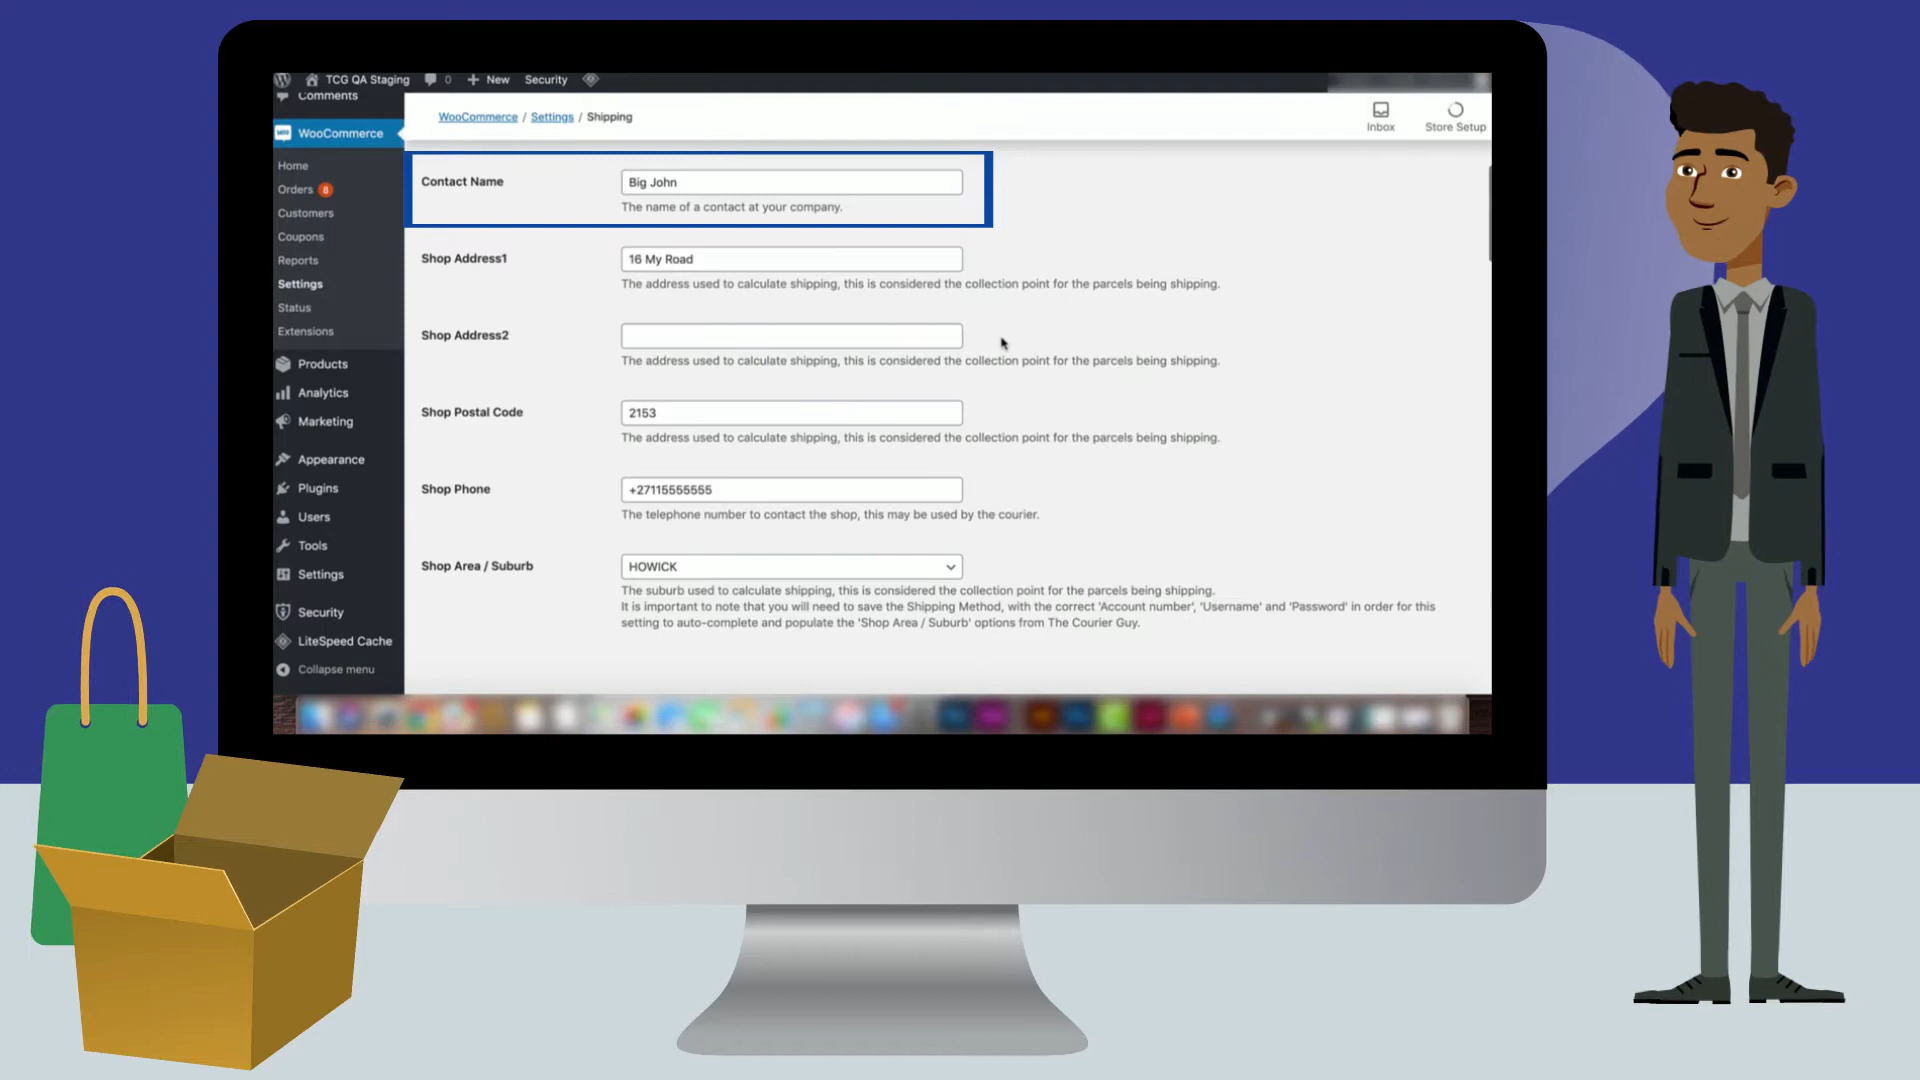 TCG QA Staging 0 New Security
Comments
WooCommerce
Home
Orders 8
Customers
Coupons
Reports
Settings
Status
Extensions
Products
Analytics
Marketing
Appearance
Plugins
Users
Tools
Settings
Security
LiteSpeed Cache
Collapse menu
WooCommerce / Settings / Shipping
Inbox
Store Setup
Contact Name
Big John
The name of a contact at your company.
Shop Address1
16 My Road
The address used to calculate shipping, this is considered the collection point for the parcels being shipping.
Shop Address2
The address used to calculate shipping, this is considered the collection point for the parcels being shipping.
Shop Postal Code
2153
The address used to calculate shipping, this is considered the collection point for the parcels being shipping.
Shop Phone
+27115555555
The telephone number to contact the shop, this may be used by the courier.
Shop Area / Suburb
HOWICK
The suburb used to calculate shipping, this is considered the collection point for the parcels being shipping.
It is important to note that you will need to save the Shipping Method, with the correct 'Account number', 'Username' and 'Password' in order for this
setting to auto-complete and populate the 'Shop Area / Suburb' options from The Courier Guy.